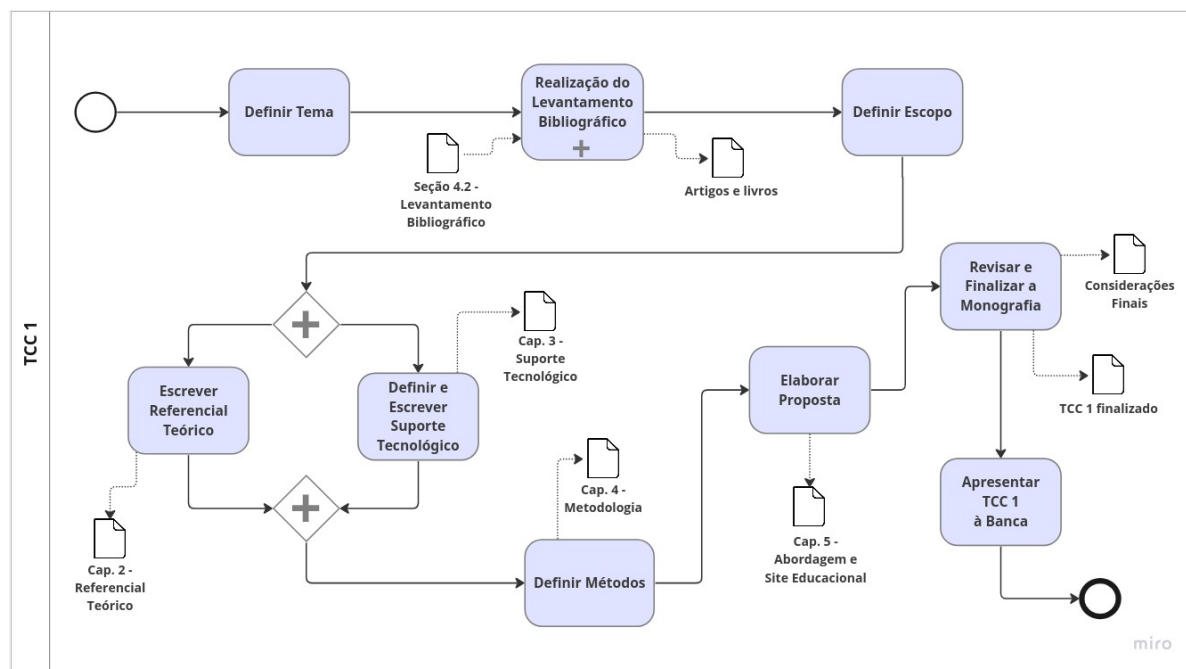 TCC 1
Definir Tema
Realização do
Levantamento
Bibliográfico
Definir Escopo
Seção 4.2 -
Levantamento
Bibliográfico
Artigos e livros
Revisar e
Finalizar a
Monografia
Considerações
Finais
Cap. 3 -
Suporte
Tecnológico
Escrever
Referencial
Teórico
Definir e
Escrever
Suporte
Tecnológico
Elaborar
Proposta
TCC 1 finalizado
Cap. 4 -
Metodologia
Apresentar
TCC 1
à Banca
Cap. 2 -
Referencial
Teórico
Definir Métodos
Cap. 5 -
Abordagem e
Site Educacional
miro